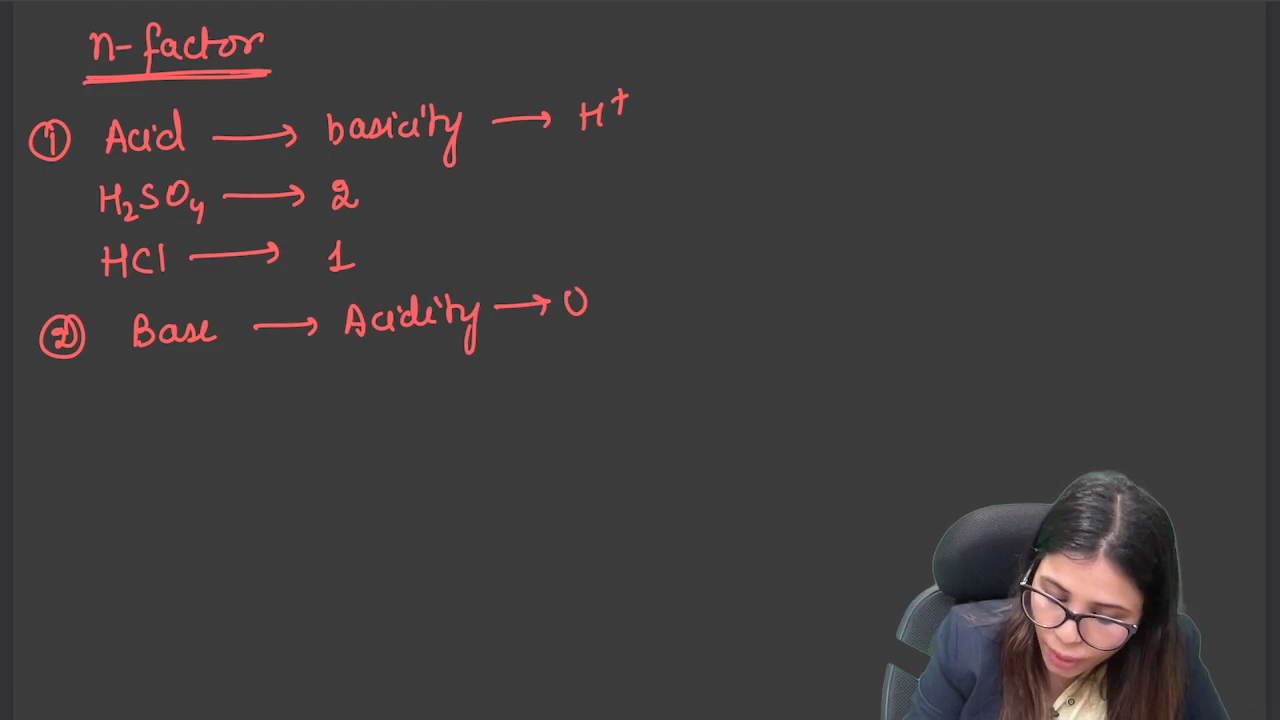 n-factor
① Acid → basicity → H⁺
H₂SO₄ → 2
HCl → 1
② Base → Acidity → O